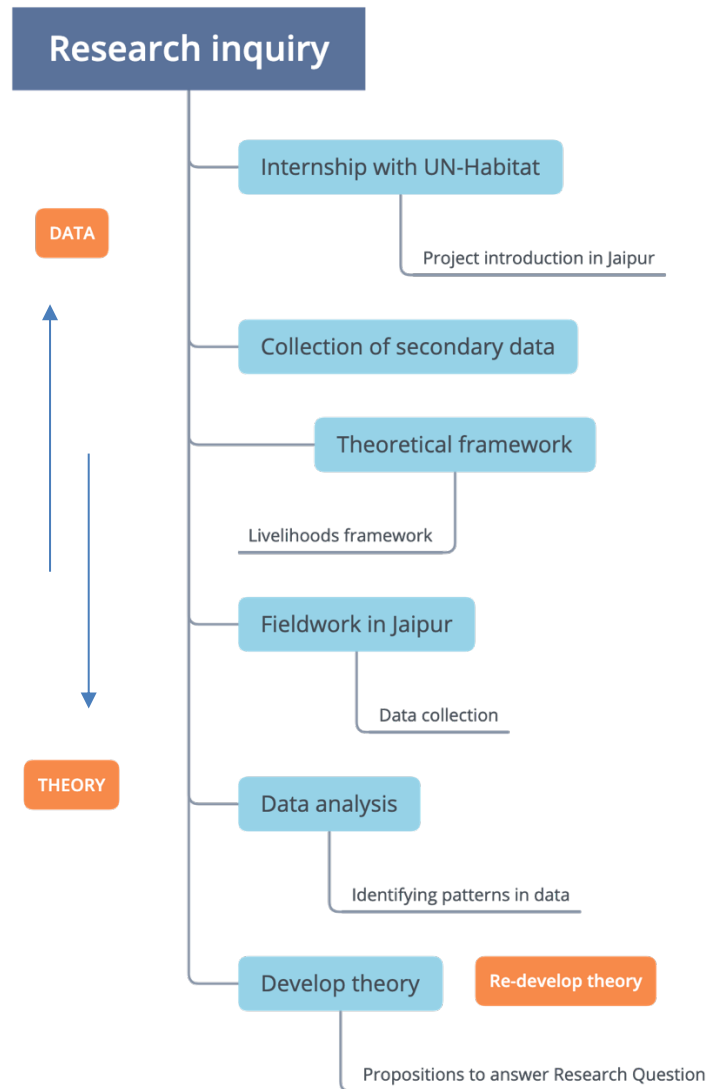 Research inquiry
Internship with UN-Habitat
DATA
Project introduction in Jaipur
Collection of secondary data
Theoretical framework
Livelihoods framework
Fieldwork in Jaipur
Data collection
THEORY
Data analysis
Identifying patterns in data
Develop theory
Re-develop theory
Propositions to answer Research Question